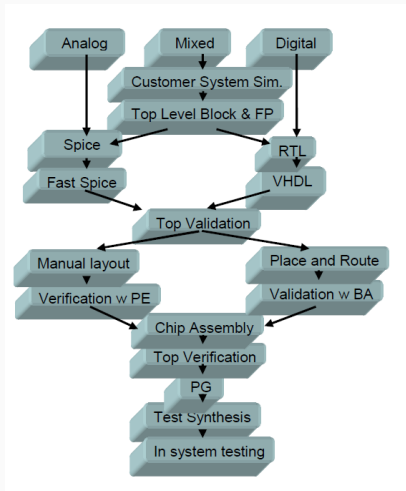 Analog
Mixed
Digital
Customer System Sim.
Top Level Block & FP
Spice
RTL
Fast Spice
VHDL
Top Validation
Manual layout
Place and Route
Verification w PE
Validation w BA
Chip Assembly
Top Verification
PG
Test Synthesis
In system testing